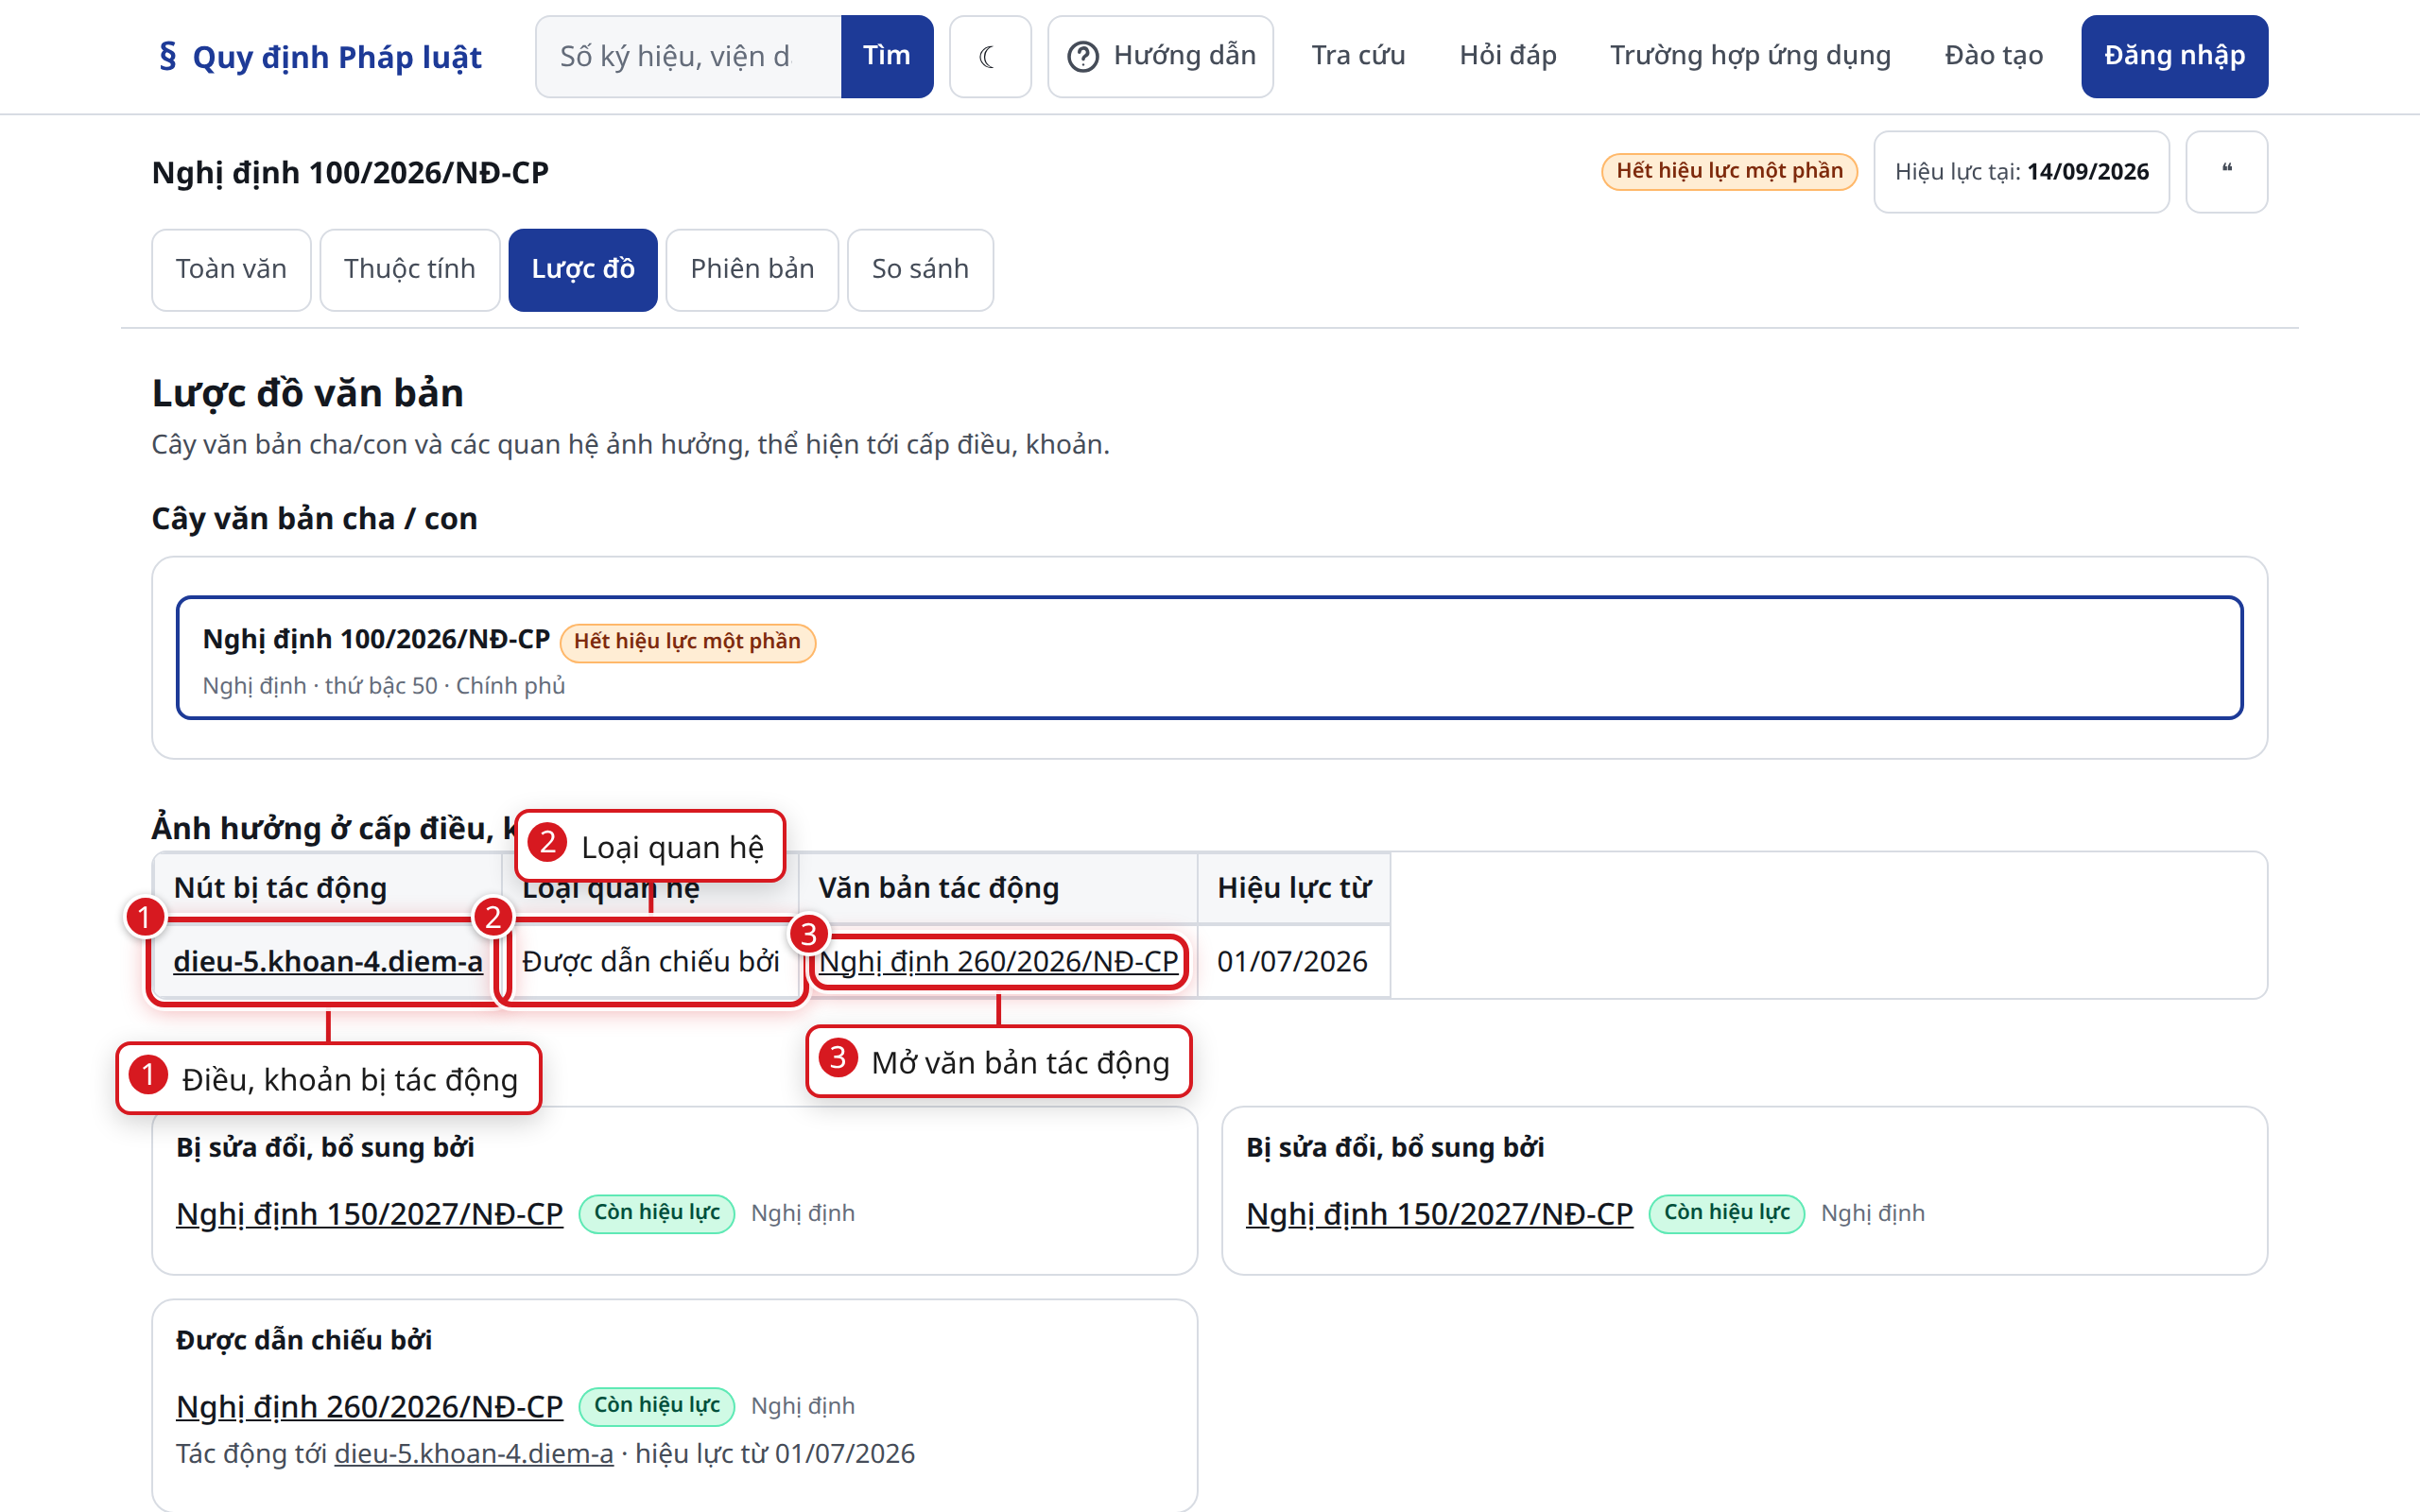 § Quy định Pháp luật
Số ký hiệu, viện d
Tìm
☾
Hướng dẫn
Tra cứu
Hỏi đáp
Trường hợp ứng dụng
Đào tạo
Đăng nhập
Nghị định 100/2026/NĐ-CP
Hết hiệu lực một phần
Hiệu lực tại: 14/09/2026
❝
Toàn văn
Thuộc tính
Lược đồ
Phiên bản
So sánh
Lược đồ văn bản
Cây văn bản cha/con và các quan hệ ảnh hưởng, thể hiện tới cấp điều, khoản.
Cây văn bản cha / con
Nghị định 100/2026/NĐ-CP Hết hiệu lực một phần
Nghị định · thứ bậc 50 · Chính phủ
Ảnh hưởng ở cấp điều, k
2 Loại quan hệ
Nút bị tác động
Loại quan hệ
Văn bản tác động
Hiệu lực từ
1
2
3
dieu-5.khoan-4.diem-a
Được dẫn chiếu bởi
Nghị định 260/2026/NĐ-CP
01/07/2026
1 Điều, khoản bị tác động
3 Mở văn bản tác động
Bị sửa đổi, bổ sung bởi
Nghị định 150/2027/NĐ-CP Còn hiệu lực Nghị định
Bị sửa đổi, bổ sung bởi
Nghị định 150/2027/NĐ-CP Còn hiệu lực Nghị định
Được dẫn chiếu bởi
Nghị định 260/2026/NĐ-CP Còn hiệu lực Nghị định
Tác động tới dieu-5.khoan-4.diem-a · hiệu lực từ 01/07/2026